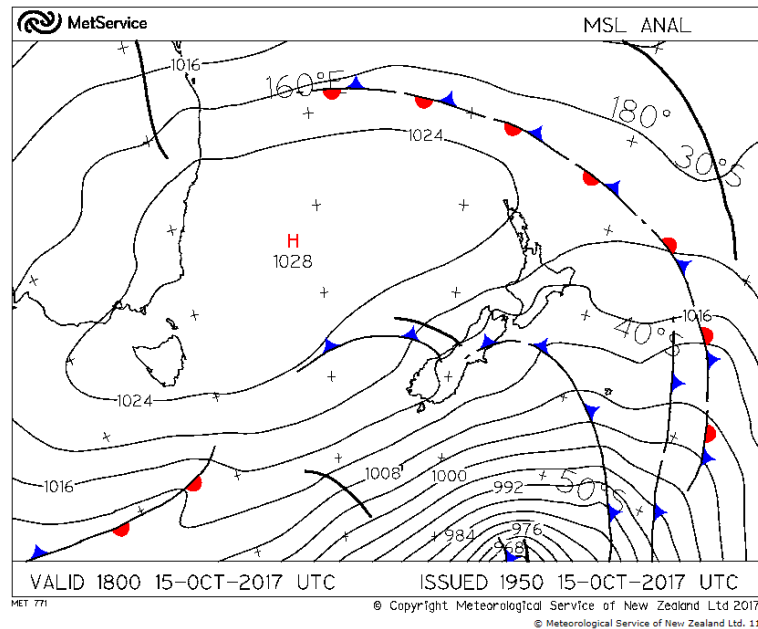 MetService
MSL ANAL
1016
160°E
180°
1024
30°S
H
1028
1016
40°S
1024
1008
1016
1000
992
50°S
984
976
968
VALID 1800 15-OCT-2017 UTC
ISSUED 1950 15-OCT-2017 UTC
MET 771
© Copyright Meteorological Service of New Zealand Ltd 2017
© Meteorological Service of New Zealand Ltd. 11